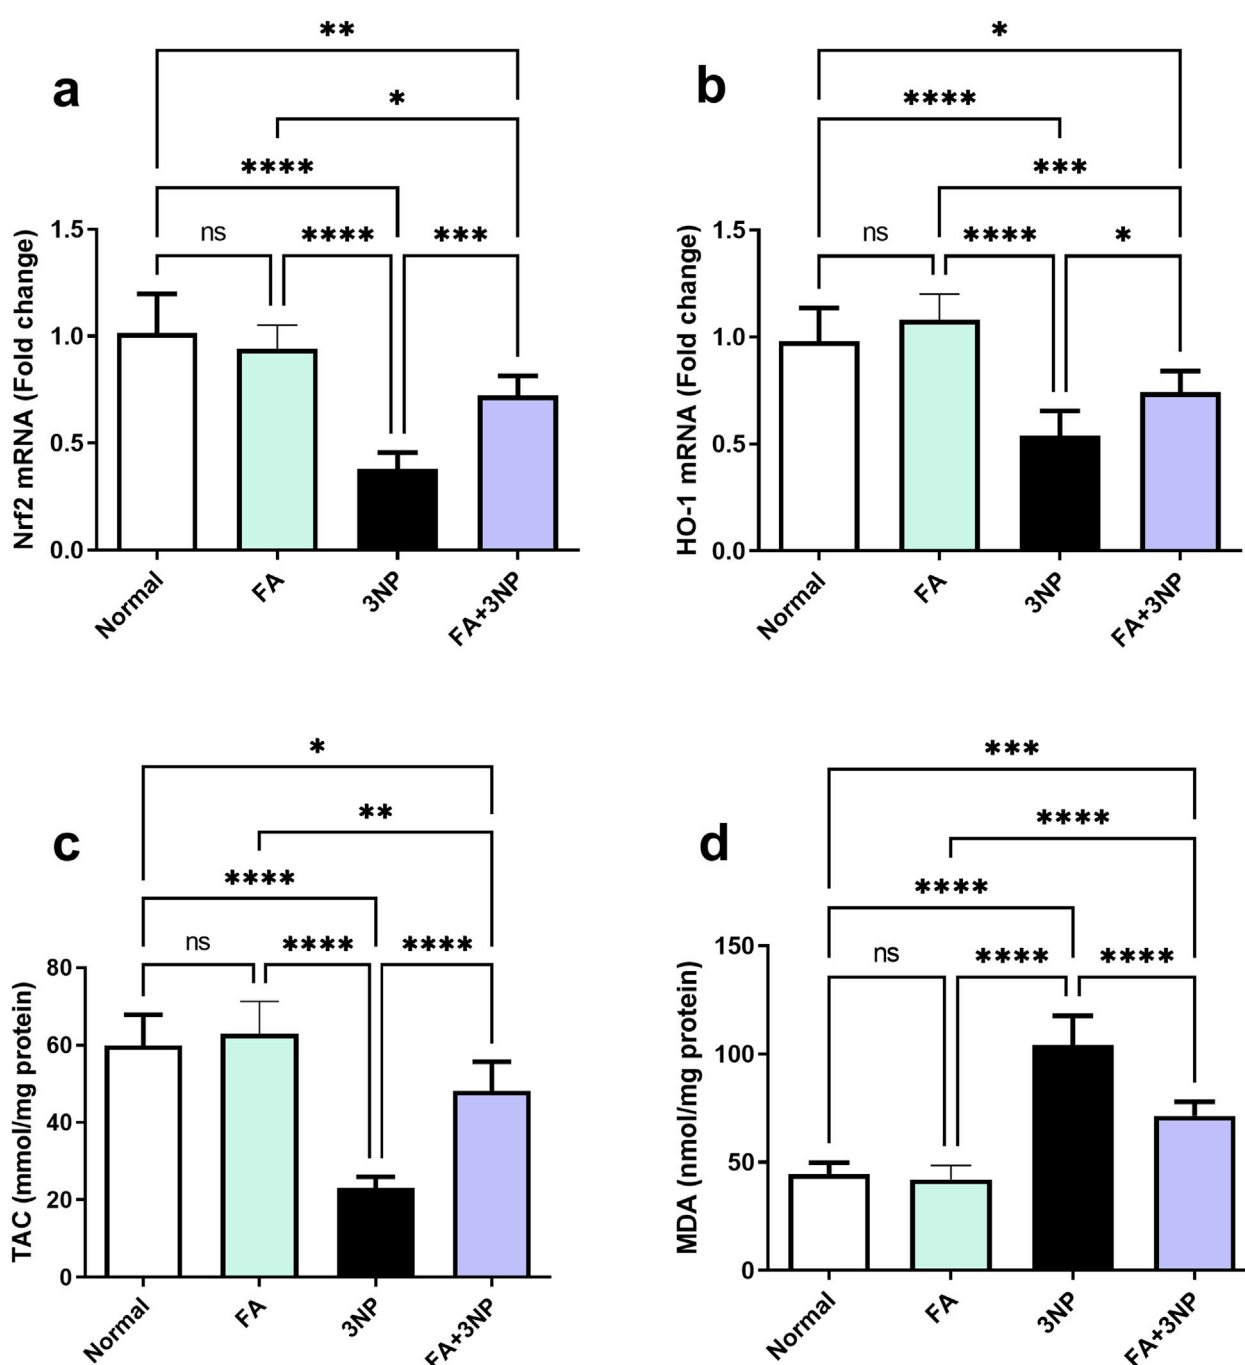 a
**
*
****
ns
****
***
Nrf2 mRNA (Fold change)
1.5
1.0
0.5
0.0
Normal
FA
3NP
FA+3NP
b
*
****
***
ns
****
*
HO-1 mRNA (Fold change)
1.5
1.0
0.5
0.0
Normal
FA
3NP
FA+3NP
c
*
**
****
ns
****
****
TAC (mmol/mg protein)
80
60
40
20
0
Normal
FA
3NP
FA+3NP
d
***
****
****
ns
****
****
MDA (nmol/mg protein)
150
100
50
0
Normal
FA
3NP
FA+3NP